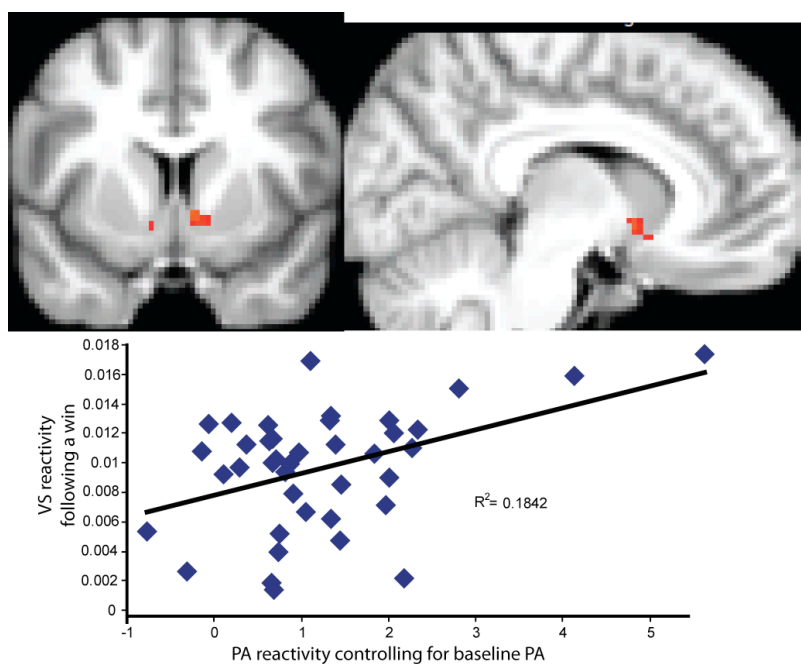 0.018
0.016
0.014
0.012
0.01
0.008
0.006
0.004
0.002
0
VS reactivity
following a win
R²= 0.1842
-1 0 1 2 3 4 5
PA reactivity controlling for baseline PA